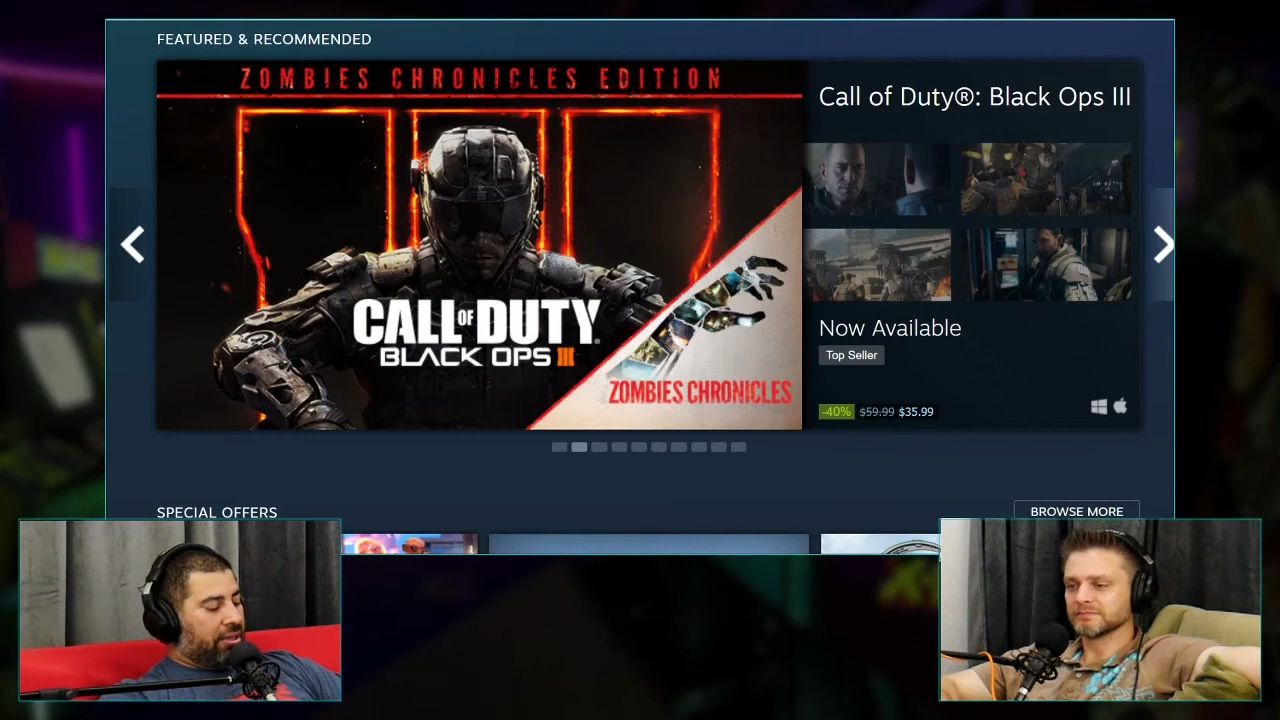 FEATURED & RECOMMENDED
ZOMBIES CHRONICLES EDITION
CALL OF DUTY®
BLACK OPS III
ZOMBIES CHRONICLES
Call of Duty®: Black Ops III
Now Available
Top Seller
-40% $59.99 $35.99
SPECIAL OFFERS
BROWSE MORE